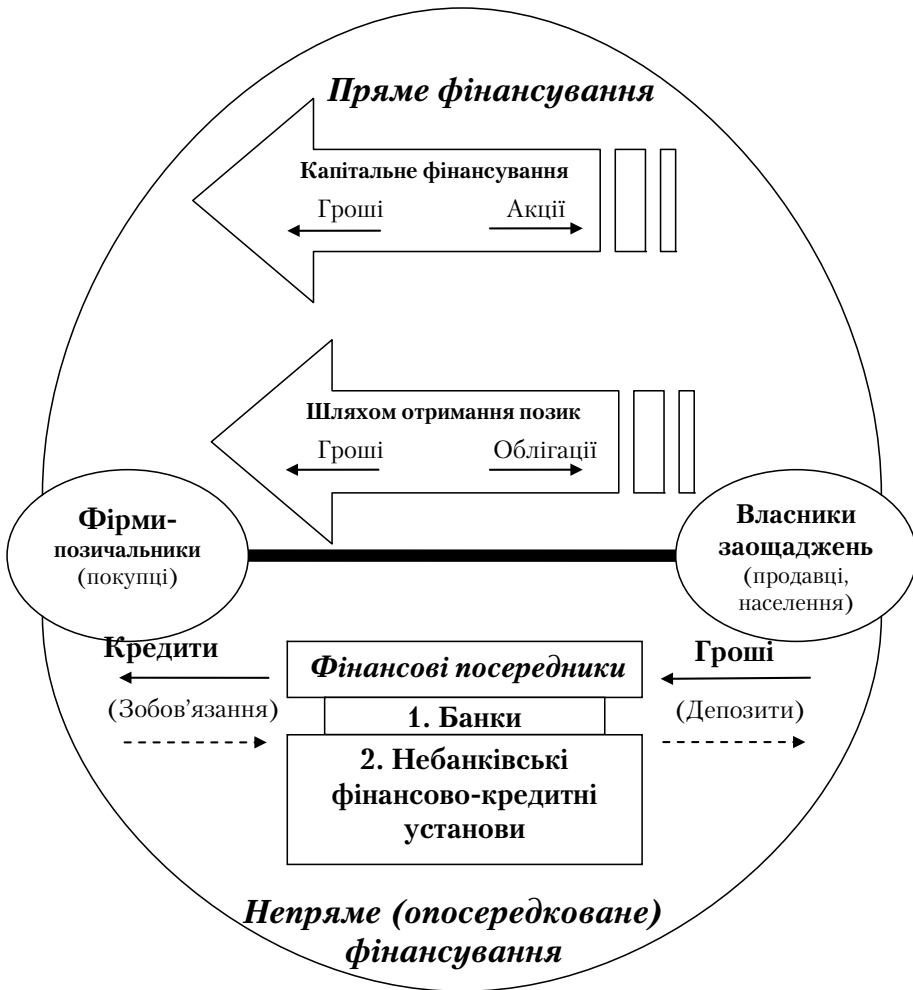 Пряме фінансування
Капітальне фінансування
Гроші Акції
Шляхом отримання позик
Гроші Облігації
Фірми-
позичальники
(покупці)
Власники
заощаджень
(продавці,
населення)
Кредити
(Зобов’язання)
Фінансові посередники
1. Банки
2. Небанківські
фінансово-кредитні
установи
Гроші
(Депозити)
Непряме (опосередковане)
фінансування